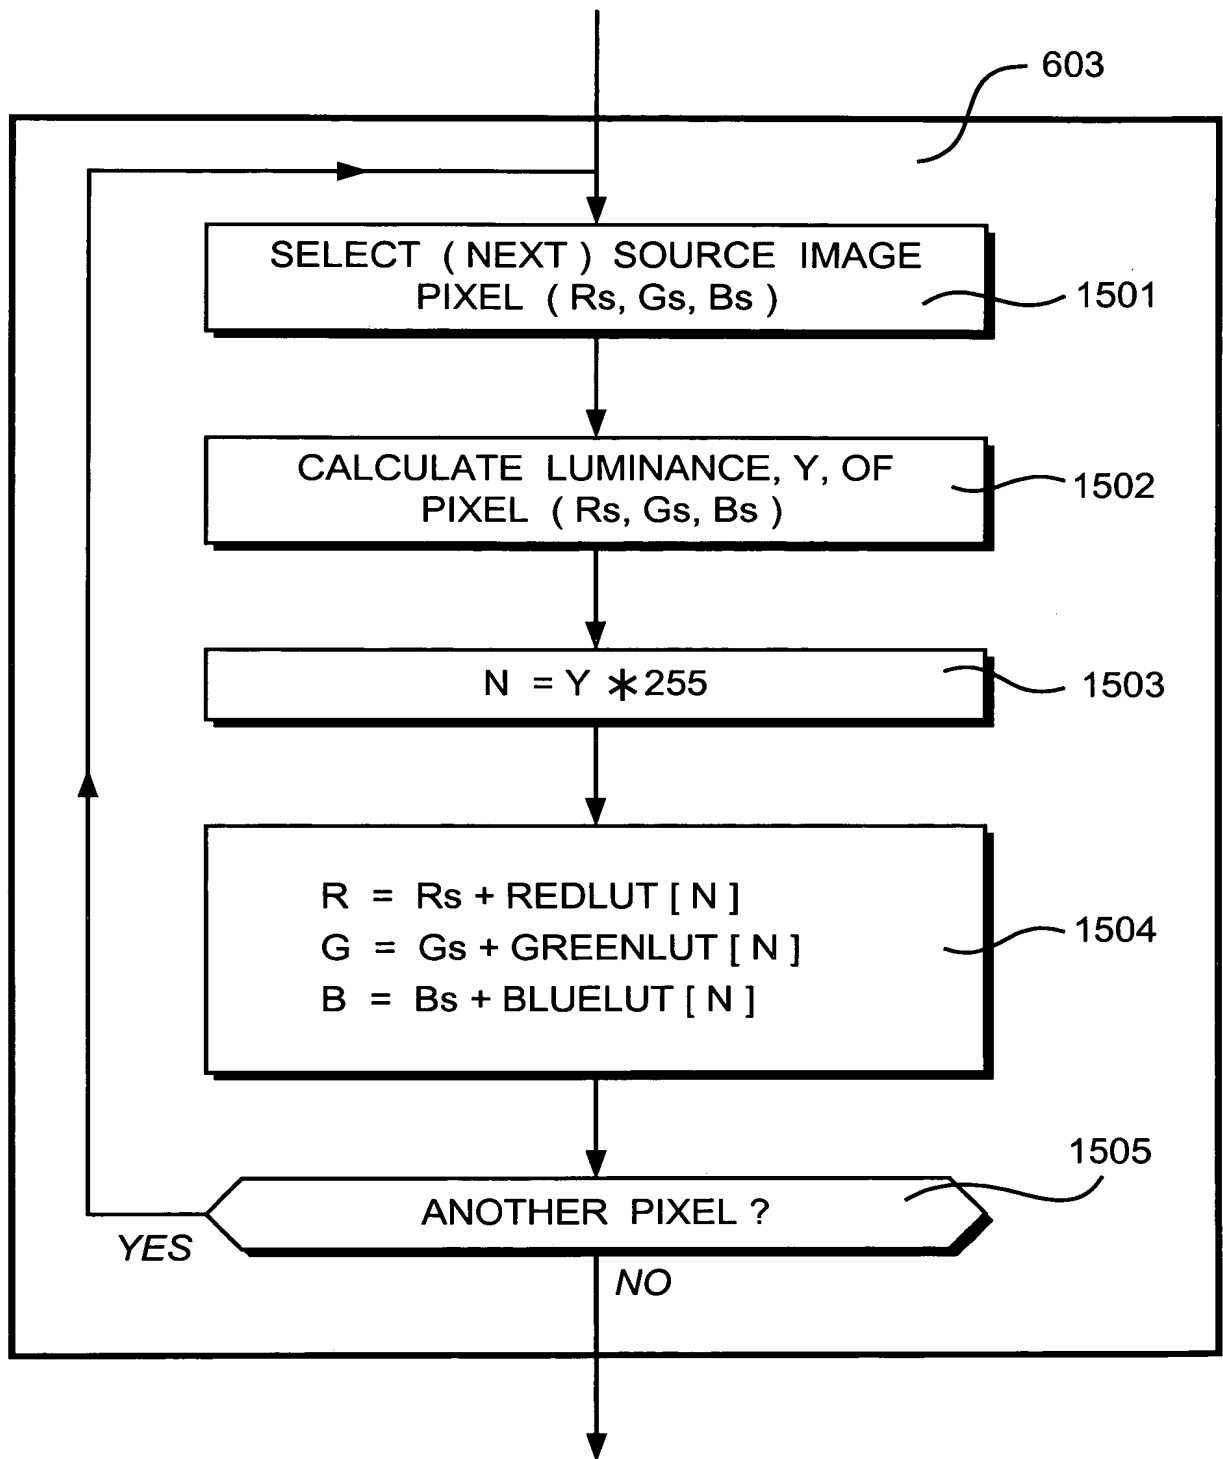 603
SELECT ( NEXT ) SOURCE IMAGE
PIXEL ( Rs, Gs, Bs )
1501
CALCULATE LUMINANCE, Y, OF
PIXEL ( Rs, Gs, Bs )
1502
N = Y * 255
1503
R = Rs + REDLUT [ N ]
G = Gs + GREENLUT [ N ]
B = Bs + BLUELUT [ N ]
1504
1505
ANOTHER PIXEL ?
YES
NO